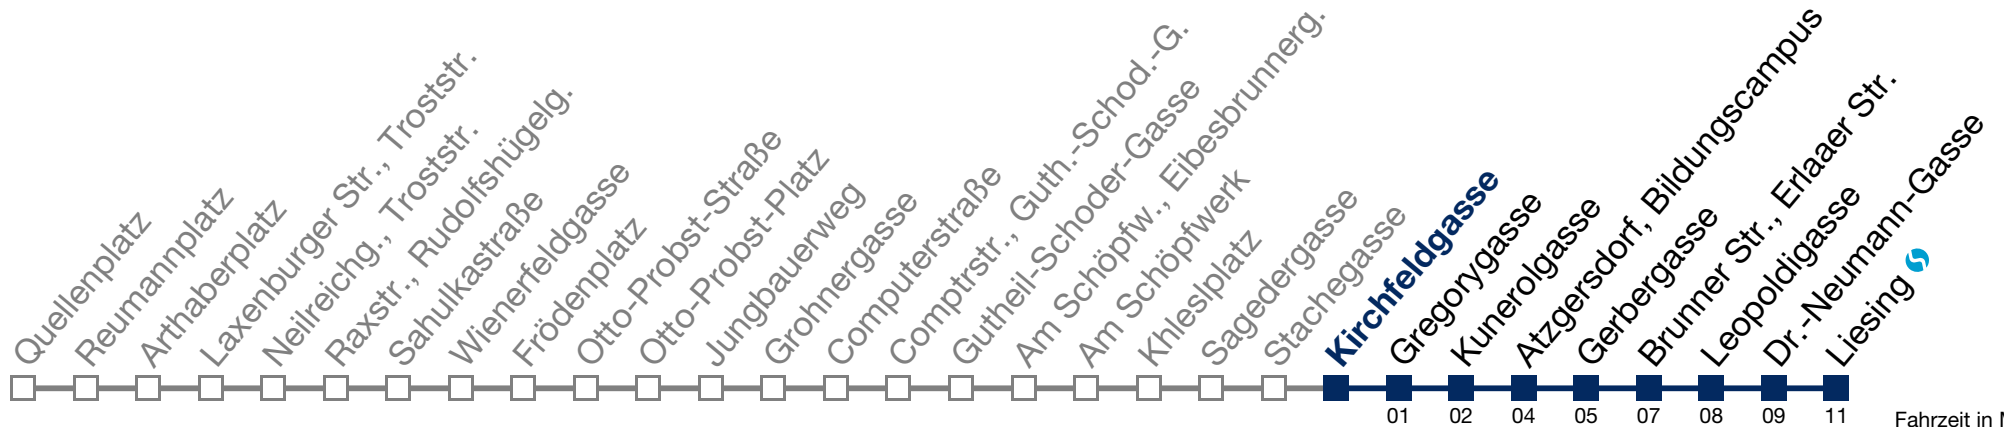 Quellenplatz
Reumannplatz
Arthaberplatz
Laxenburger Str., Troststr.
Neilreichg., Troststr.
Raxstr., Rudolfshügelg.
Sahulkastraße
Wienerfeldgasse
Frödenplatz
Otto-Probst-Straße
Otto-Probst-Platz
Jungbauerweg
Grohnergasse
Computerstraße
Comptrstr., Guth.-Schod.-G.
Gutheil-Schoder-Gasse
Am Schöpfw., Eibesbrunnerg.
Am Schöpfwerk
Khleslplatz
Sagedergasse
Stachegasse
Kirchfeldgasse
Gregorygasse
Kunerolgasse
Atzgersdorf, Bildungscampus
Gerbergasse
Brunner Str., Erlaaer Str.
Leopoldigasse
Dr.-Neumann-Gasse
Liesing
01 02 04 05 07 08 09 11
Fahrzeit in M